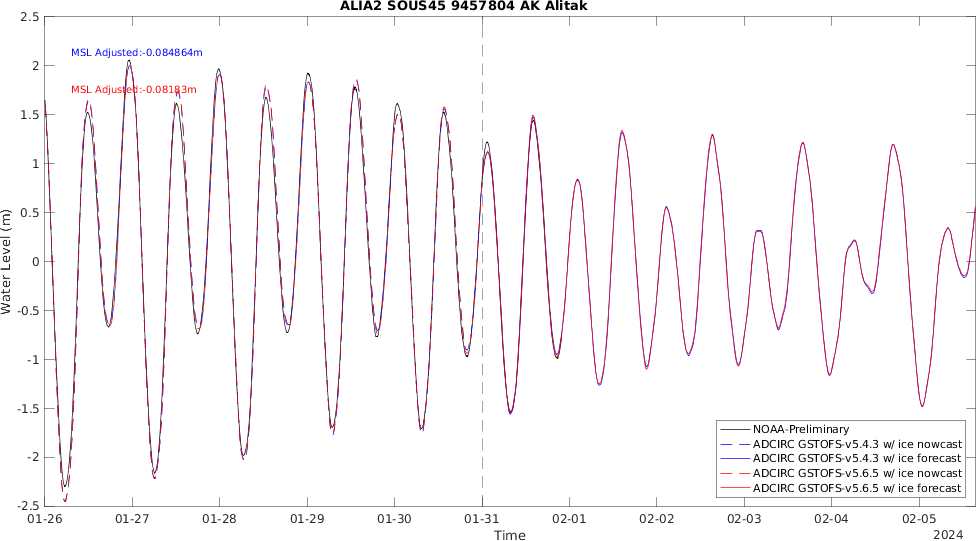 ALIA2 SOUS45 9457804 AK Alitak
2.5
MSL Adjusted:-0.084864m
2
MSL Adjusted:-0.08183m
1.5
1
0.5
0
-0.5
-1
-1.5
-2
-2.5
Water Level (m)
NOAA-Preliminary
ADCIRC GSTOFS-v5.4.3 w/ ice nowcast
ADCIRC GSTOFS-v5.4.3 w/ ice forecast
ADCIRC GSTOFS-v5.6.5 w/ ice nowcast
ADCIRC GSTOFS-v5.6.5 w/ ice forecast
01-26 01-27 01-28 01-29 01-30 01-31 02-01 02-02 02-03 02-04 02-05
Time
2024